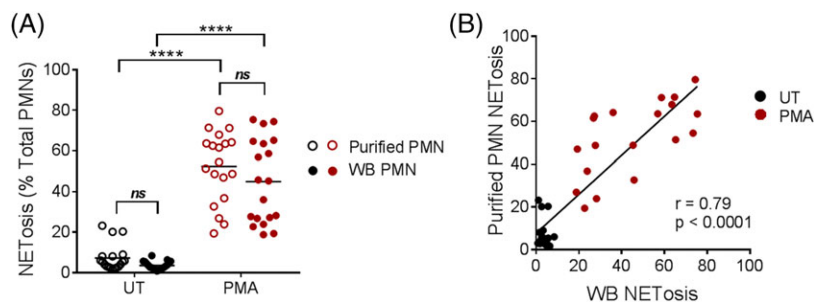 (A)
****
****
ns
ns
NETosis (% Total PMNs)
100
80
60
40
20
0
UT
PMA
Purified PMN
WB PMN
(B)
Purified PMN NETosis
100
80
60
40
20
0
0
20
40
60
80
100
WB NETosis
r = 0.79
p < 0.0001
UT
PMA